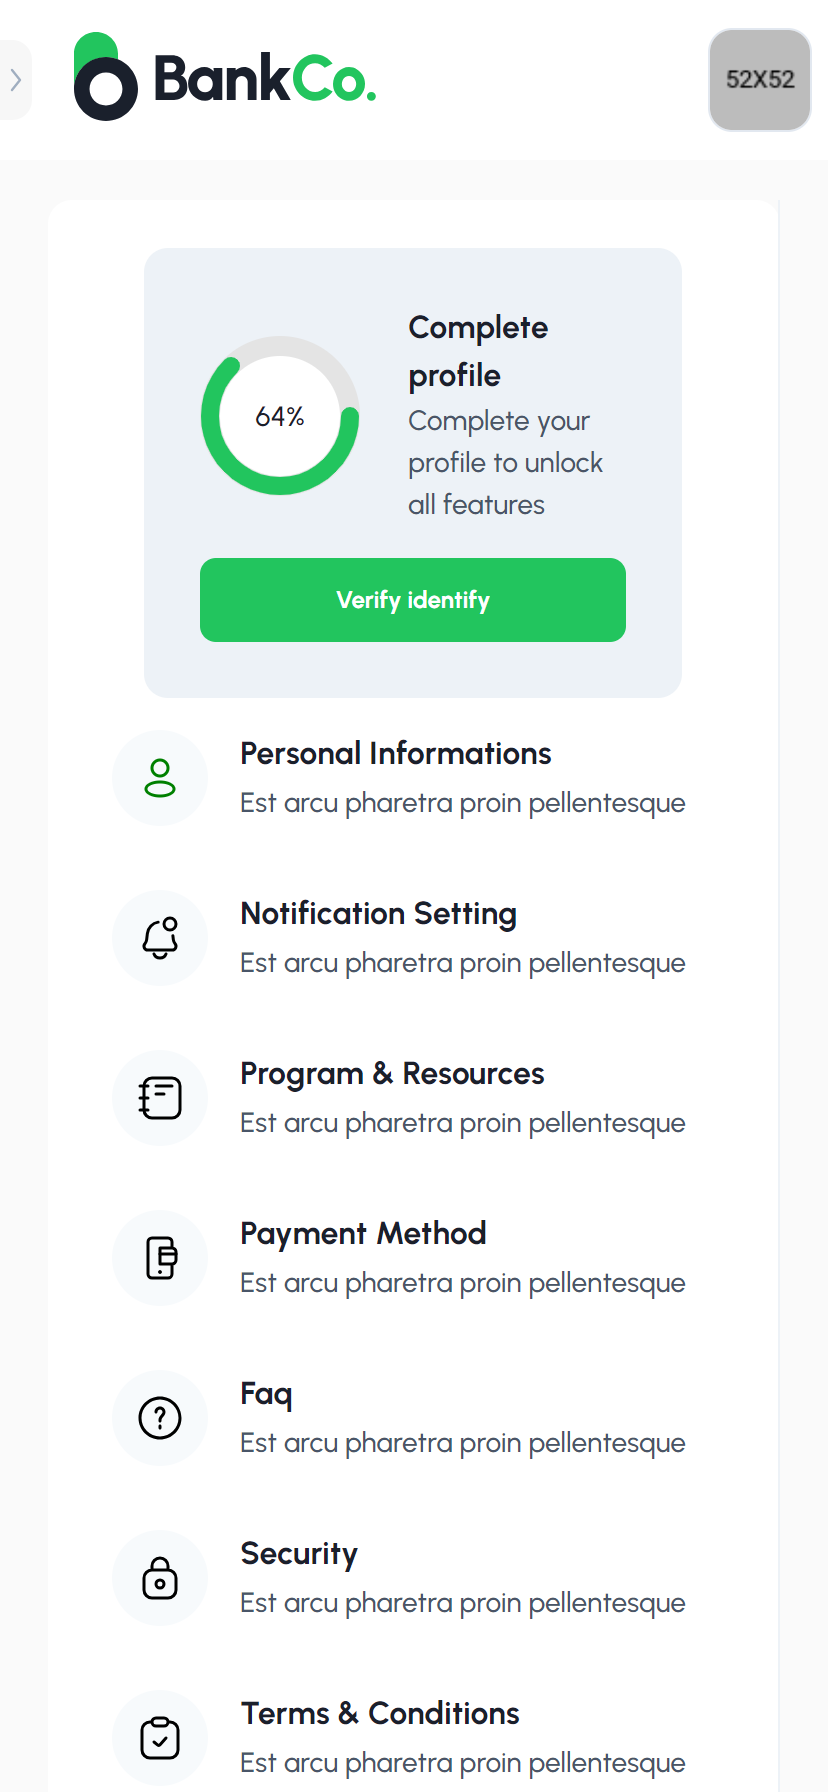 BankCo.
52X52
64%
Complete
profile
Complete your
profile to unlock
all features
Verify identify
Personal Informations
Est arcu pharetra proin pellentesque
Notification Setting
Est arcu pharetra proin pellentesque
Program & Resources
Est arcu pharetra proin pellentesque
Payment Method
Est arcu pharetra proin pellentesque
Faq
Est arcu pharetra proin pellentesque
Security
Est arcu pharetra proin pellentesque
Terms & Conditions
Est arcu pharetra proin pellentesque